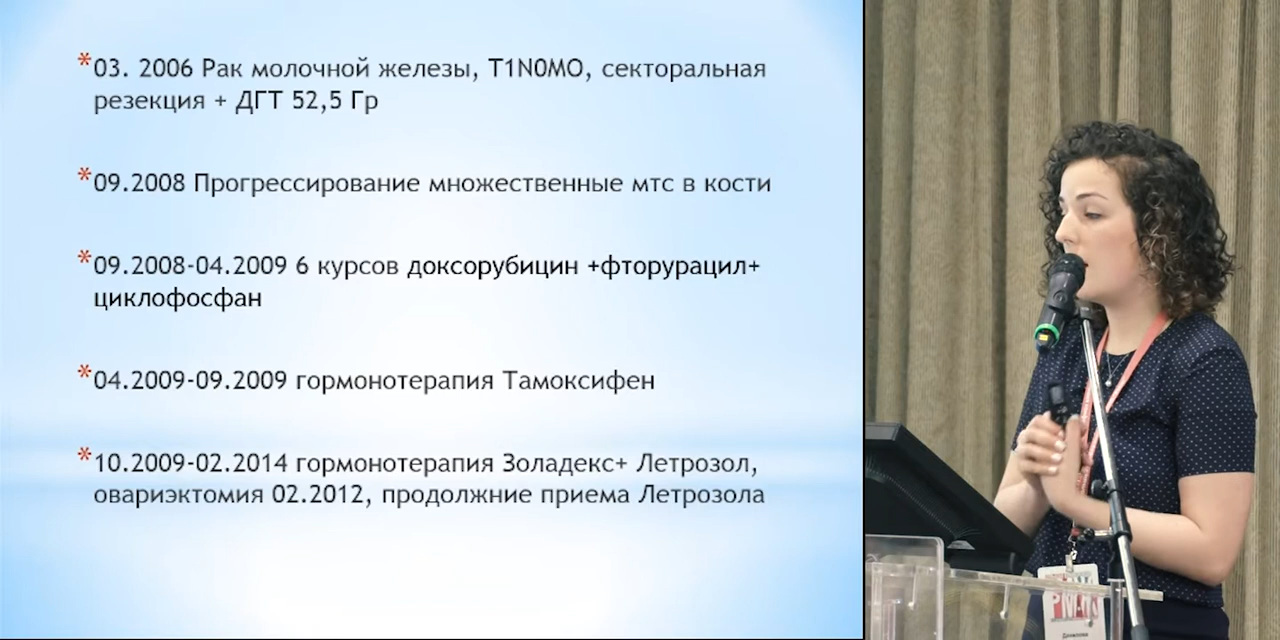 *03. 2006 Рак молочной железы, T1N0MO, секторальная
резекция + ДГТ 52,5 Гр
*09.2008 Прогрессирование множественные мтс в кости
*09.2008-04.2009 6 курсов доксорубицин +фторурацил+
циклофосфан
*04.2009-09.2009 гормонотерапия Тамоксифен
*10.2009-02.2014 гормонотерапия Золадекс+ Летрозол,
овариэктомия 02.2012, продолжние приема Летрозола